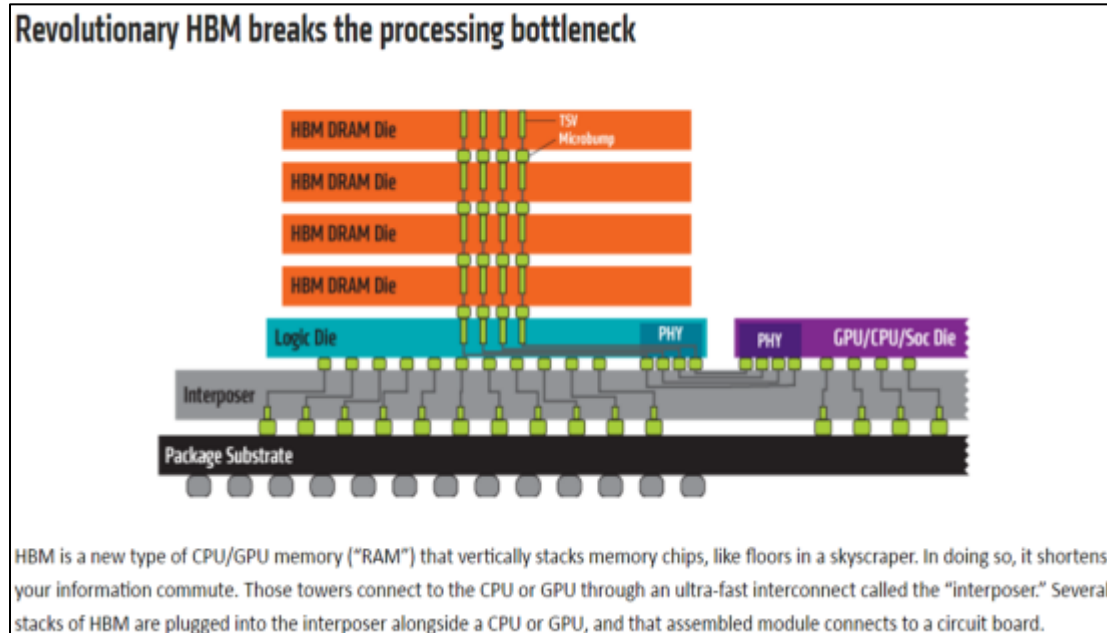 Revolutionary HBM breaks the processing bottleneck
HBM DRAM Die
TSV
Microbump
HBM DRAM Die
HBM DRAM Die
HBM DRAM Die
Logic Die
PHY
PHY
GPU/CPU/Soc Die
Interposer
Package Substrate
HBM is a new type of CPU/GPU memory (“RAM”) that vertically stacks memory chips, like floors in a skyscraper. In doing so, it shortens
your information commute. Those towers connect to the CPU or GPU through an ultra-fast interconnect called the “interposer.” Several
stacks of HBM are plugged into the interposer alongside a CPU or GPU, and that assembled module connects to a circuit board.